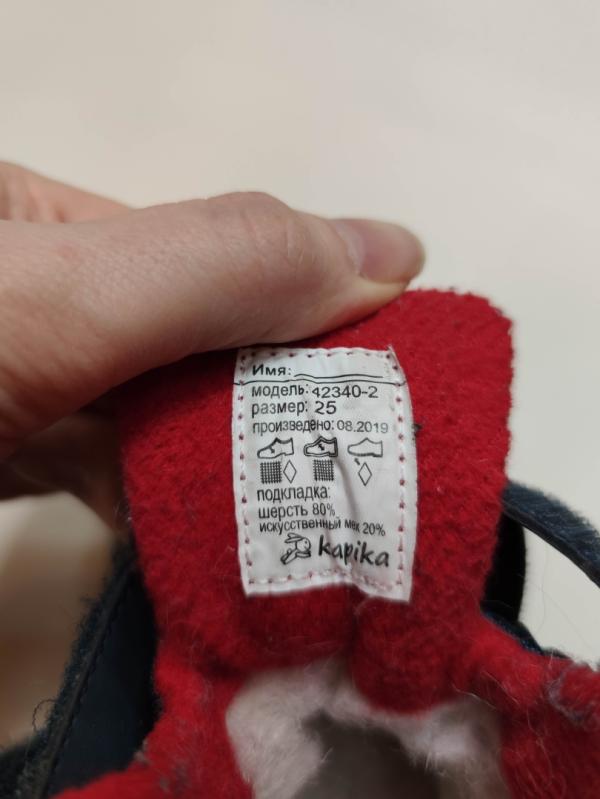 Имя:
модель: 42340-2
размер: 25
произведено: 08.2019
подкладка:
шерсть 80%
искусственный мех 20%
kapika